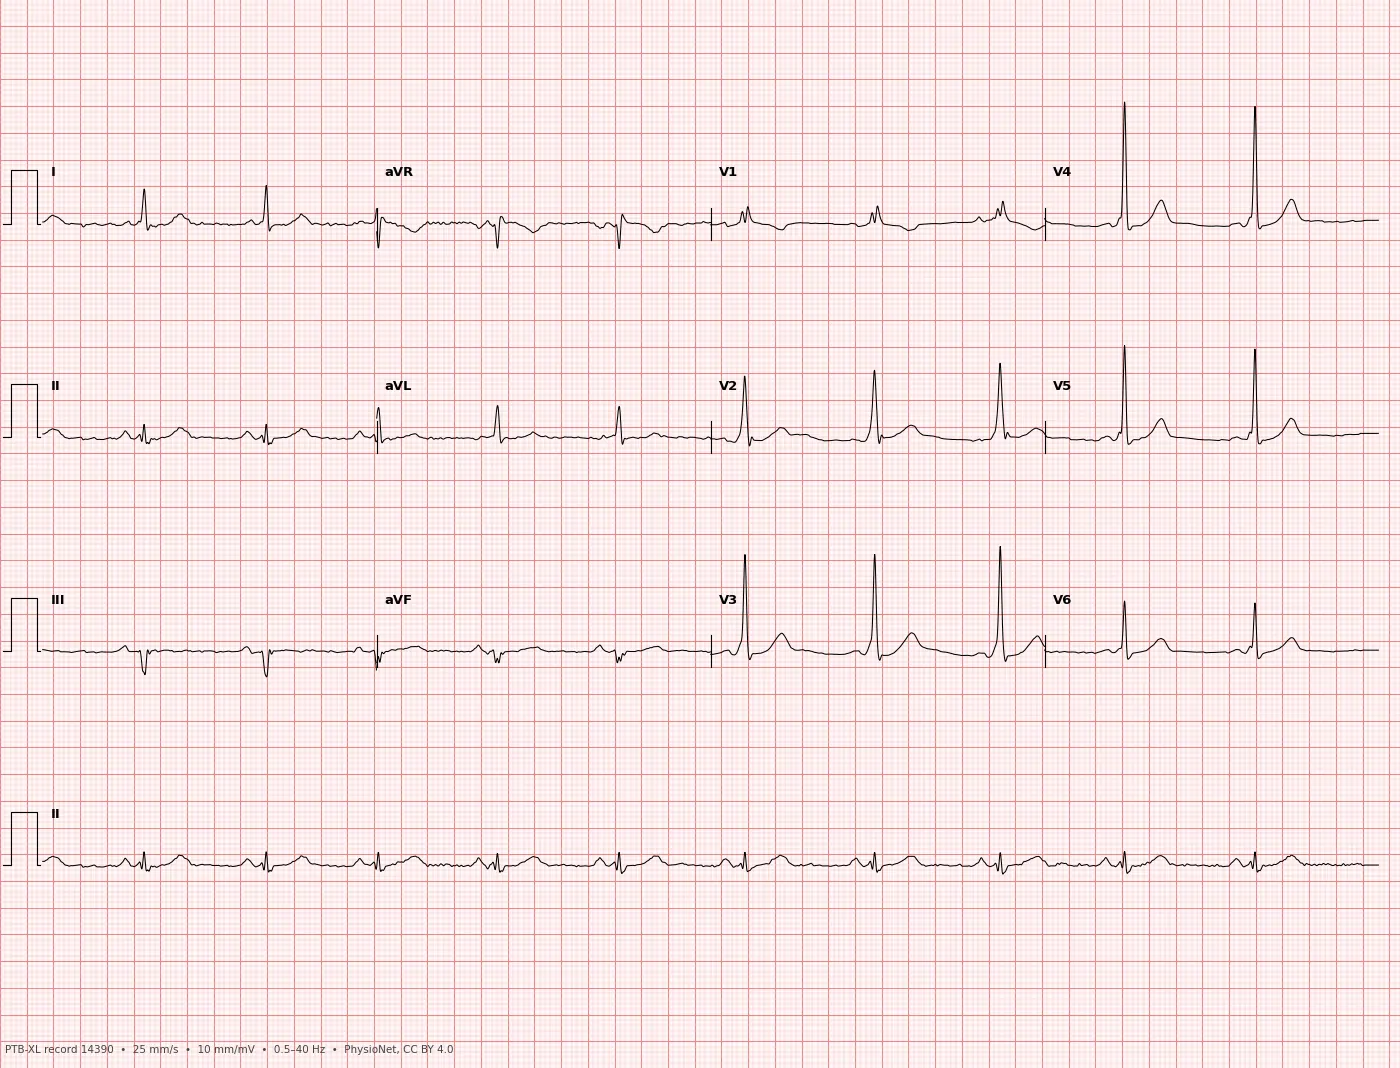 I aVR V1 V4
II aVL V2 V5
III aVF V3 V6
II
PTB-XL record 14390 • 25 mm/s • 10 mm/mV • 0.5–40 Hz • PhysioNet, CC BY 4.0